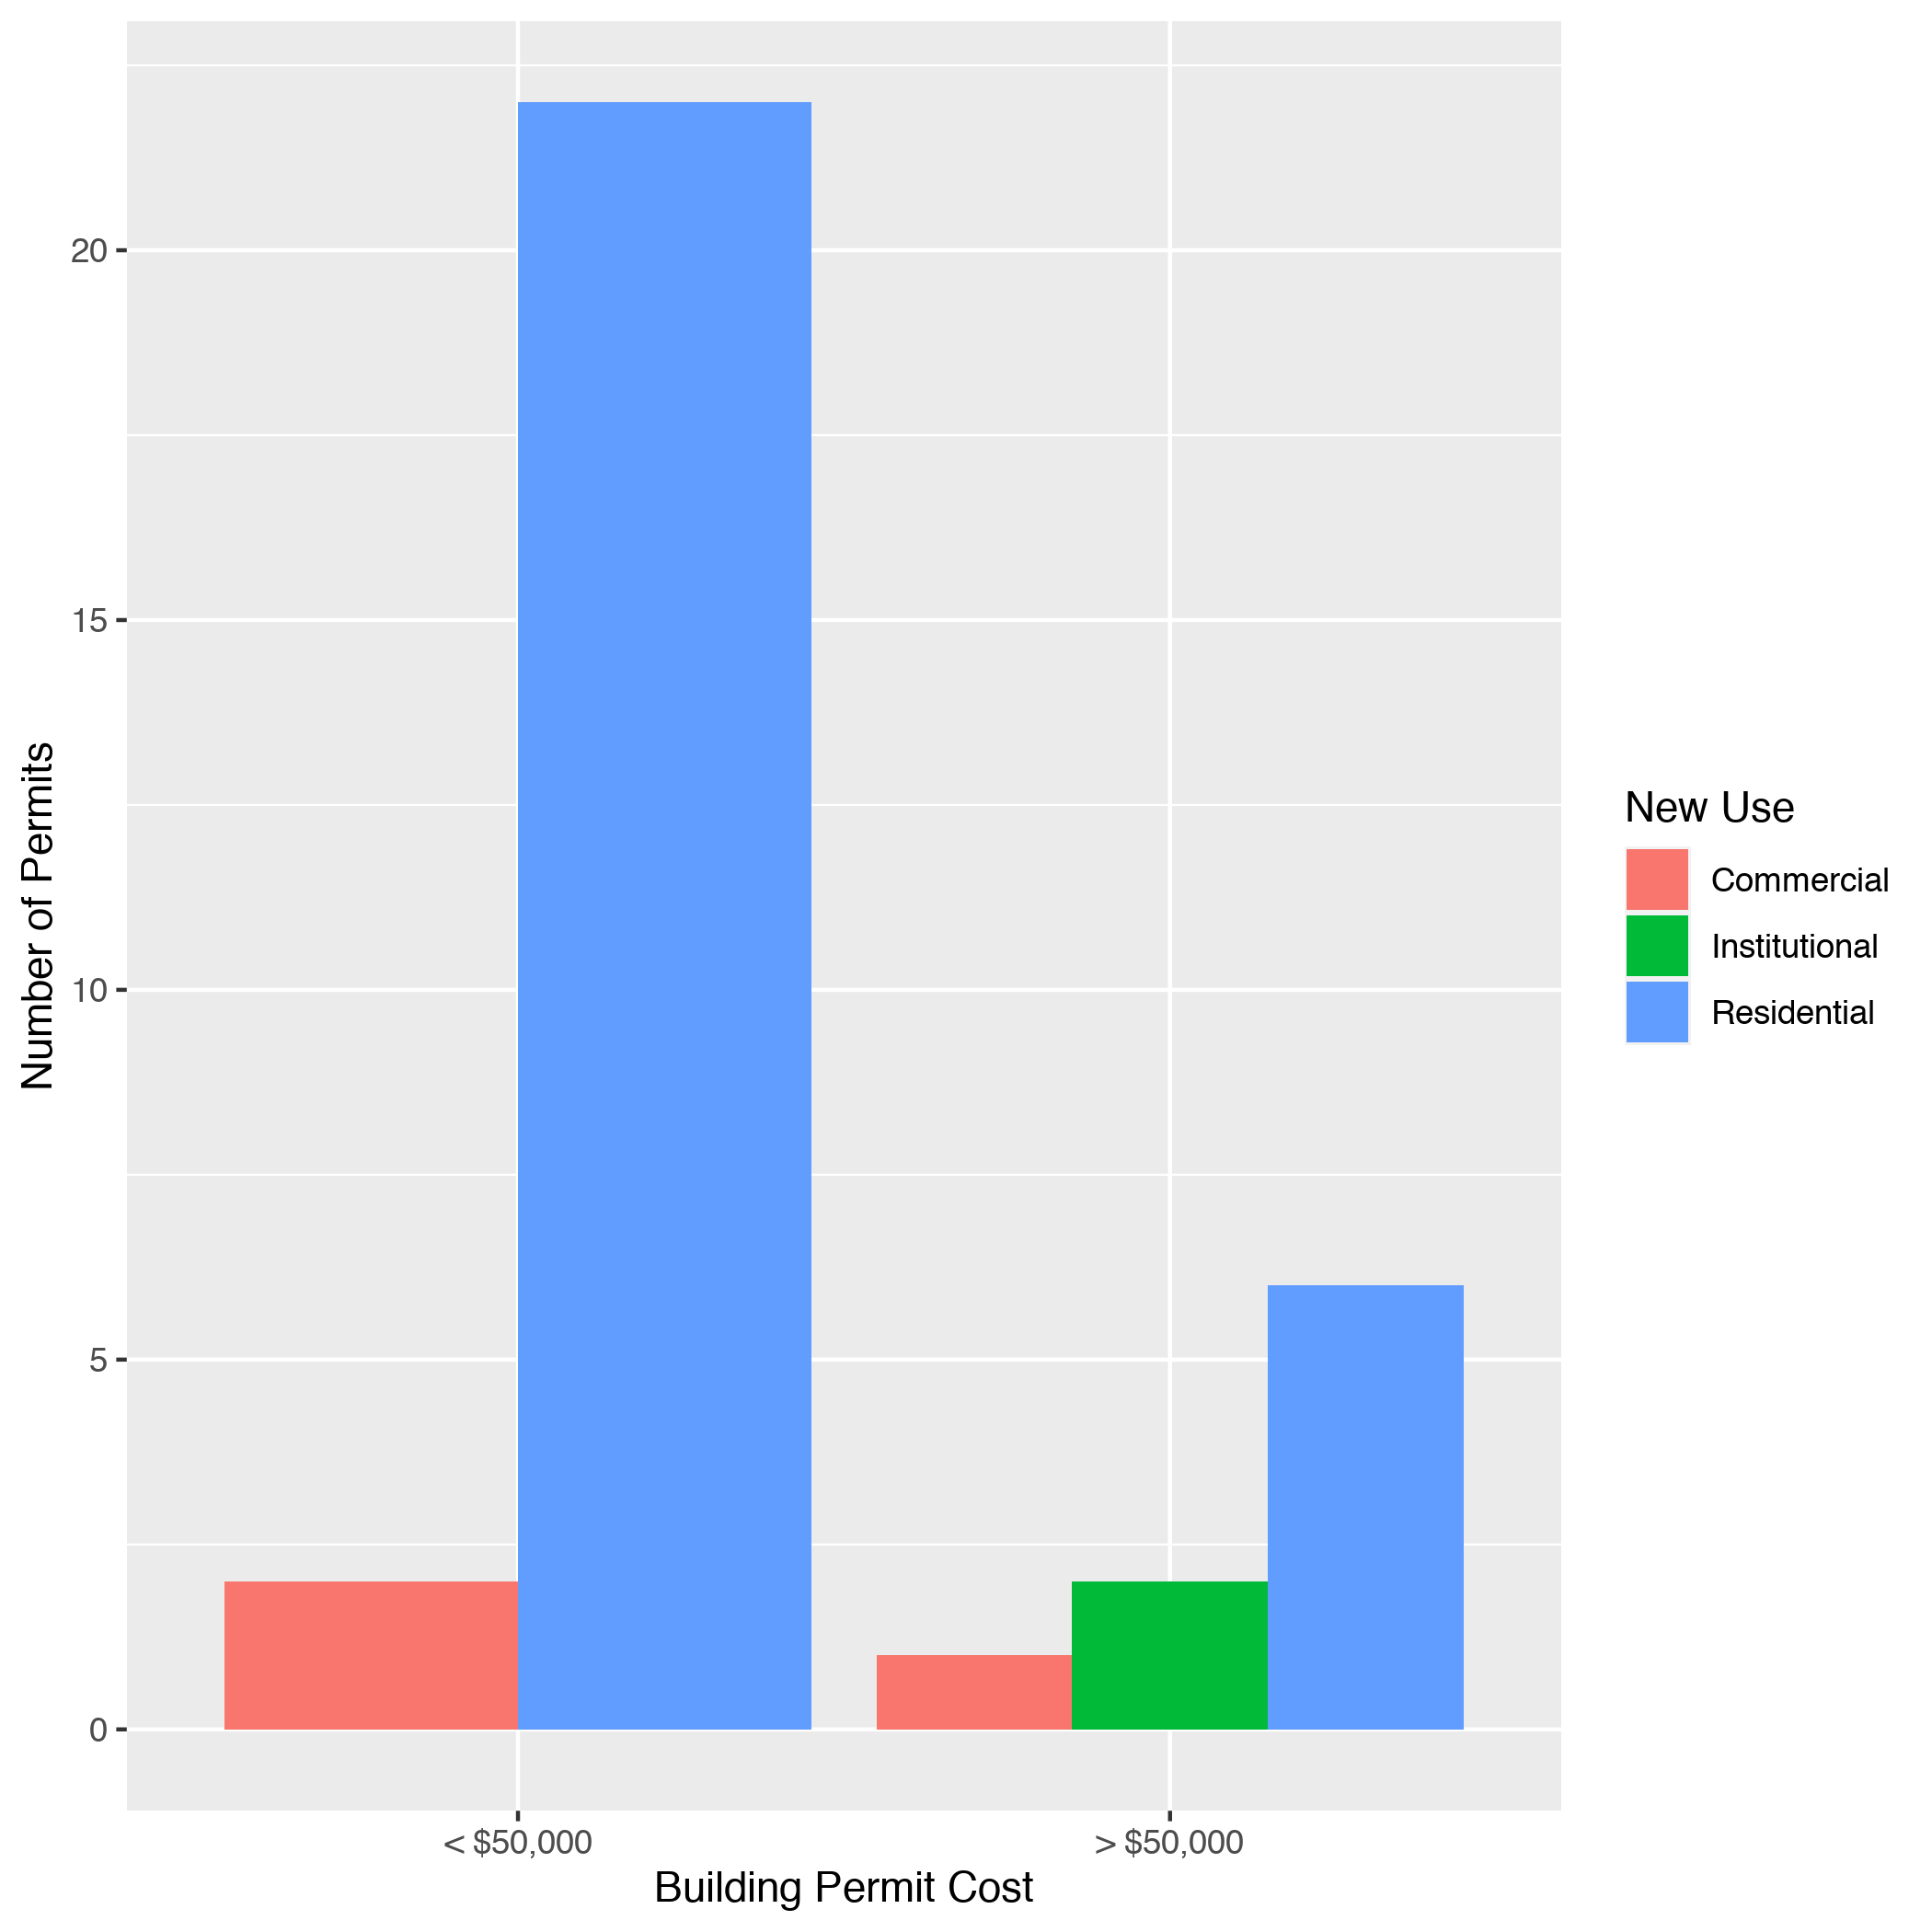 Number of Permits
20
15
10
5
0
< $50,000
> $50,000
Building Permit Cost
New Use
Commercial
Institutional
Residential